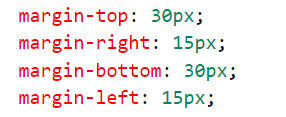 margin-top: 30px;
margin-right: 15px;
margin-bottom: 30px;
margin-left: 15px;